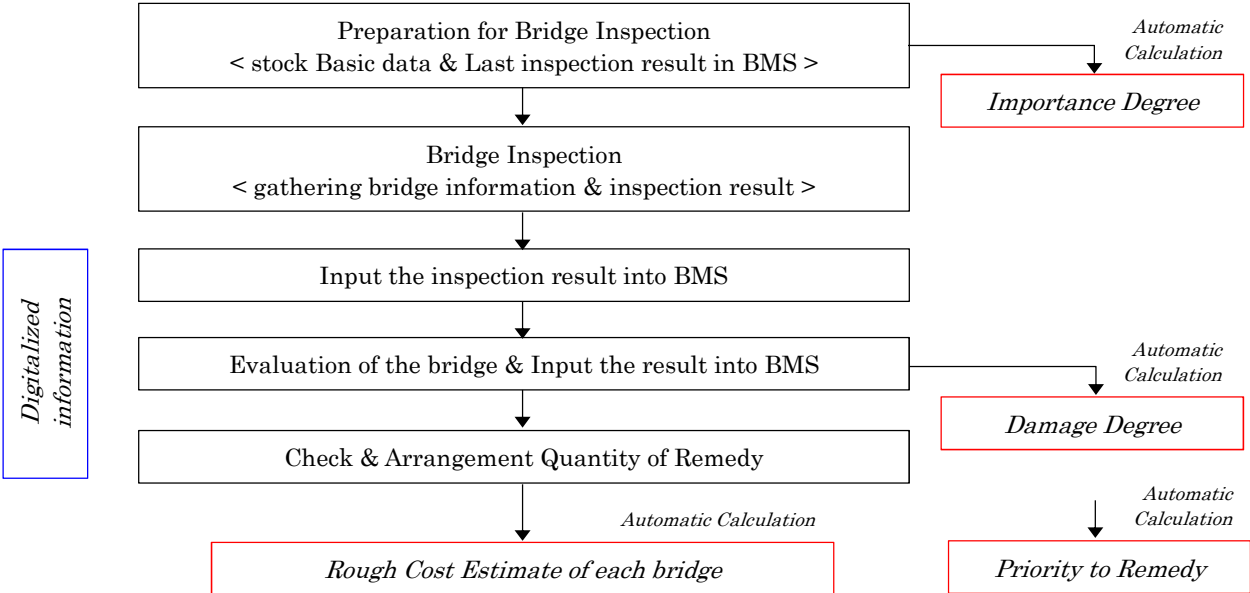 Preparation for Bridge Inspection
< stock Basic data & Last inspection result in BMS >
Automatic
Calculation
Importance Degree
Bridge Inspection
< gathering bridge information & inspection result >
Digitalized
information
Input the inspection result into BMS
Evaluation of the bridge & Input the result into BMS
Automatic
Calculation
Damage Degree
Check & Arrangement Quantity of Remedy
Automatic Calculation
Automatic
Calculation
Rough Cost Estimate of each bridge
Priority to Remedy